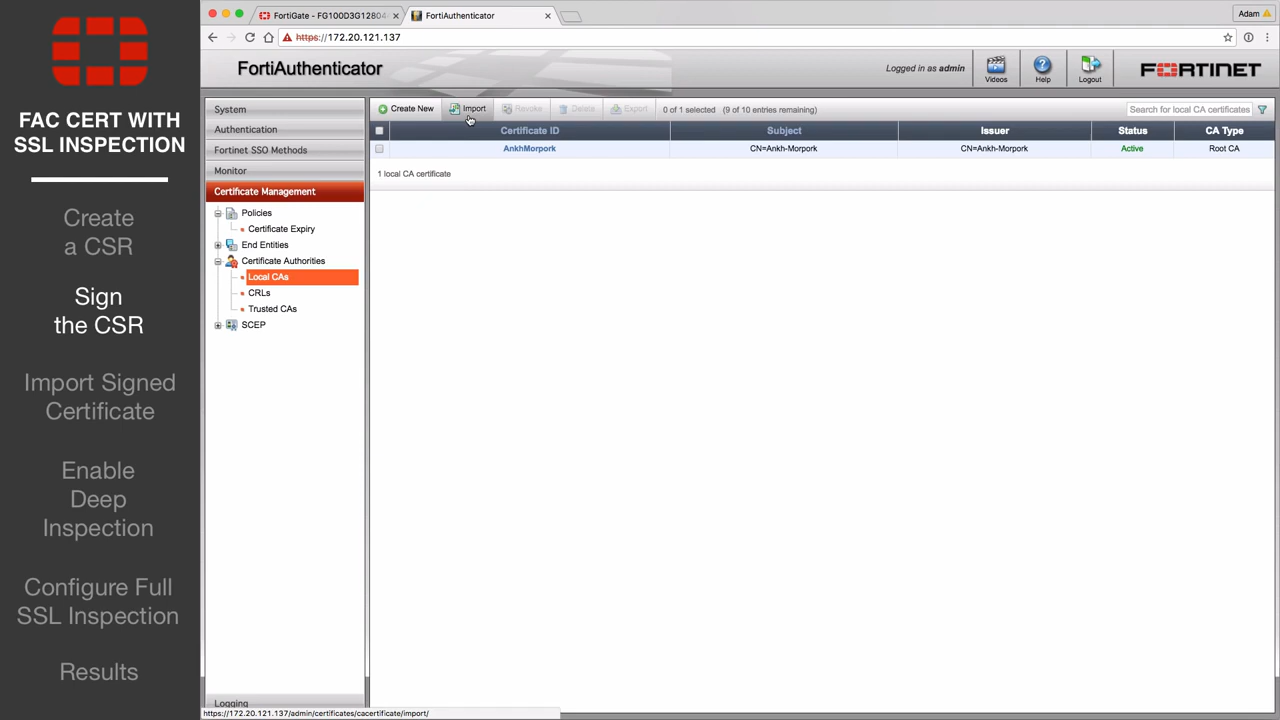 FAC CERT WITH
SSL INSPECTION
Create
a CSR
Sign
the CSR
Import Signed
Certificate
Enable
Deep
Inspection
Configure Full
SSL Inspection
Results
FortiGate - FG100D3G12804
FortiAuthenticator
Adam
https://172.20.121.137
FortiAuthenticator
Logged in as admin
Videos
Help
Logout
FORTINET
System
Authentication
Fortinet SSO Methods
Monitor
Certificate Management
Policies
Certificate Expiry
End Entities
Certificate Authorities
Local CAs
CRLs
Trusted CAs
SCEP
Logging
Create New
Import
Revoke
Delete
Export
0 of 1 selected
(9 of 10 entries remaining)
Search for local CA certificates
Certificate ID
Subject
Issuer
Status
CA Type
AnkhMorpork
CN=Ankh-Morpork
CN=Ankh-Morpork
Active
Root CA
1 local CA certificate
https://172.20.121.137/admin/certificates/cacertificate/import/